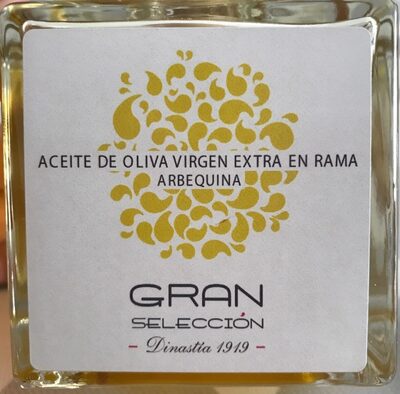 ACEITE DE OLIVA VIRGEN EXTRA EN RAMA
ARBEQUINA
GRAN
SELECCIÓN
- Dinastía 1919 -